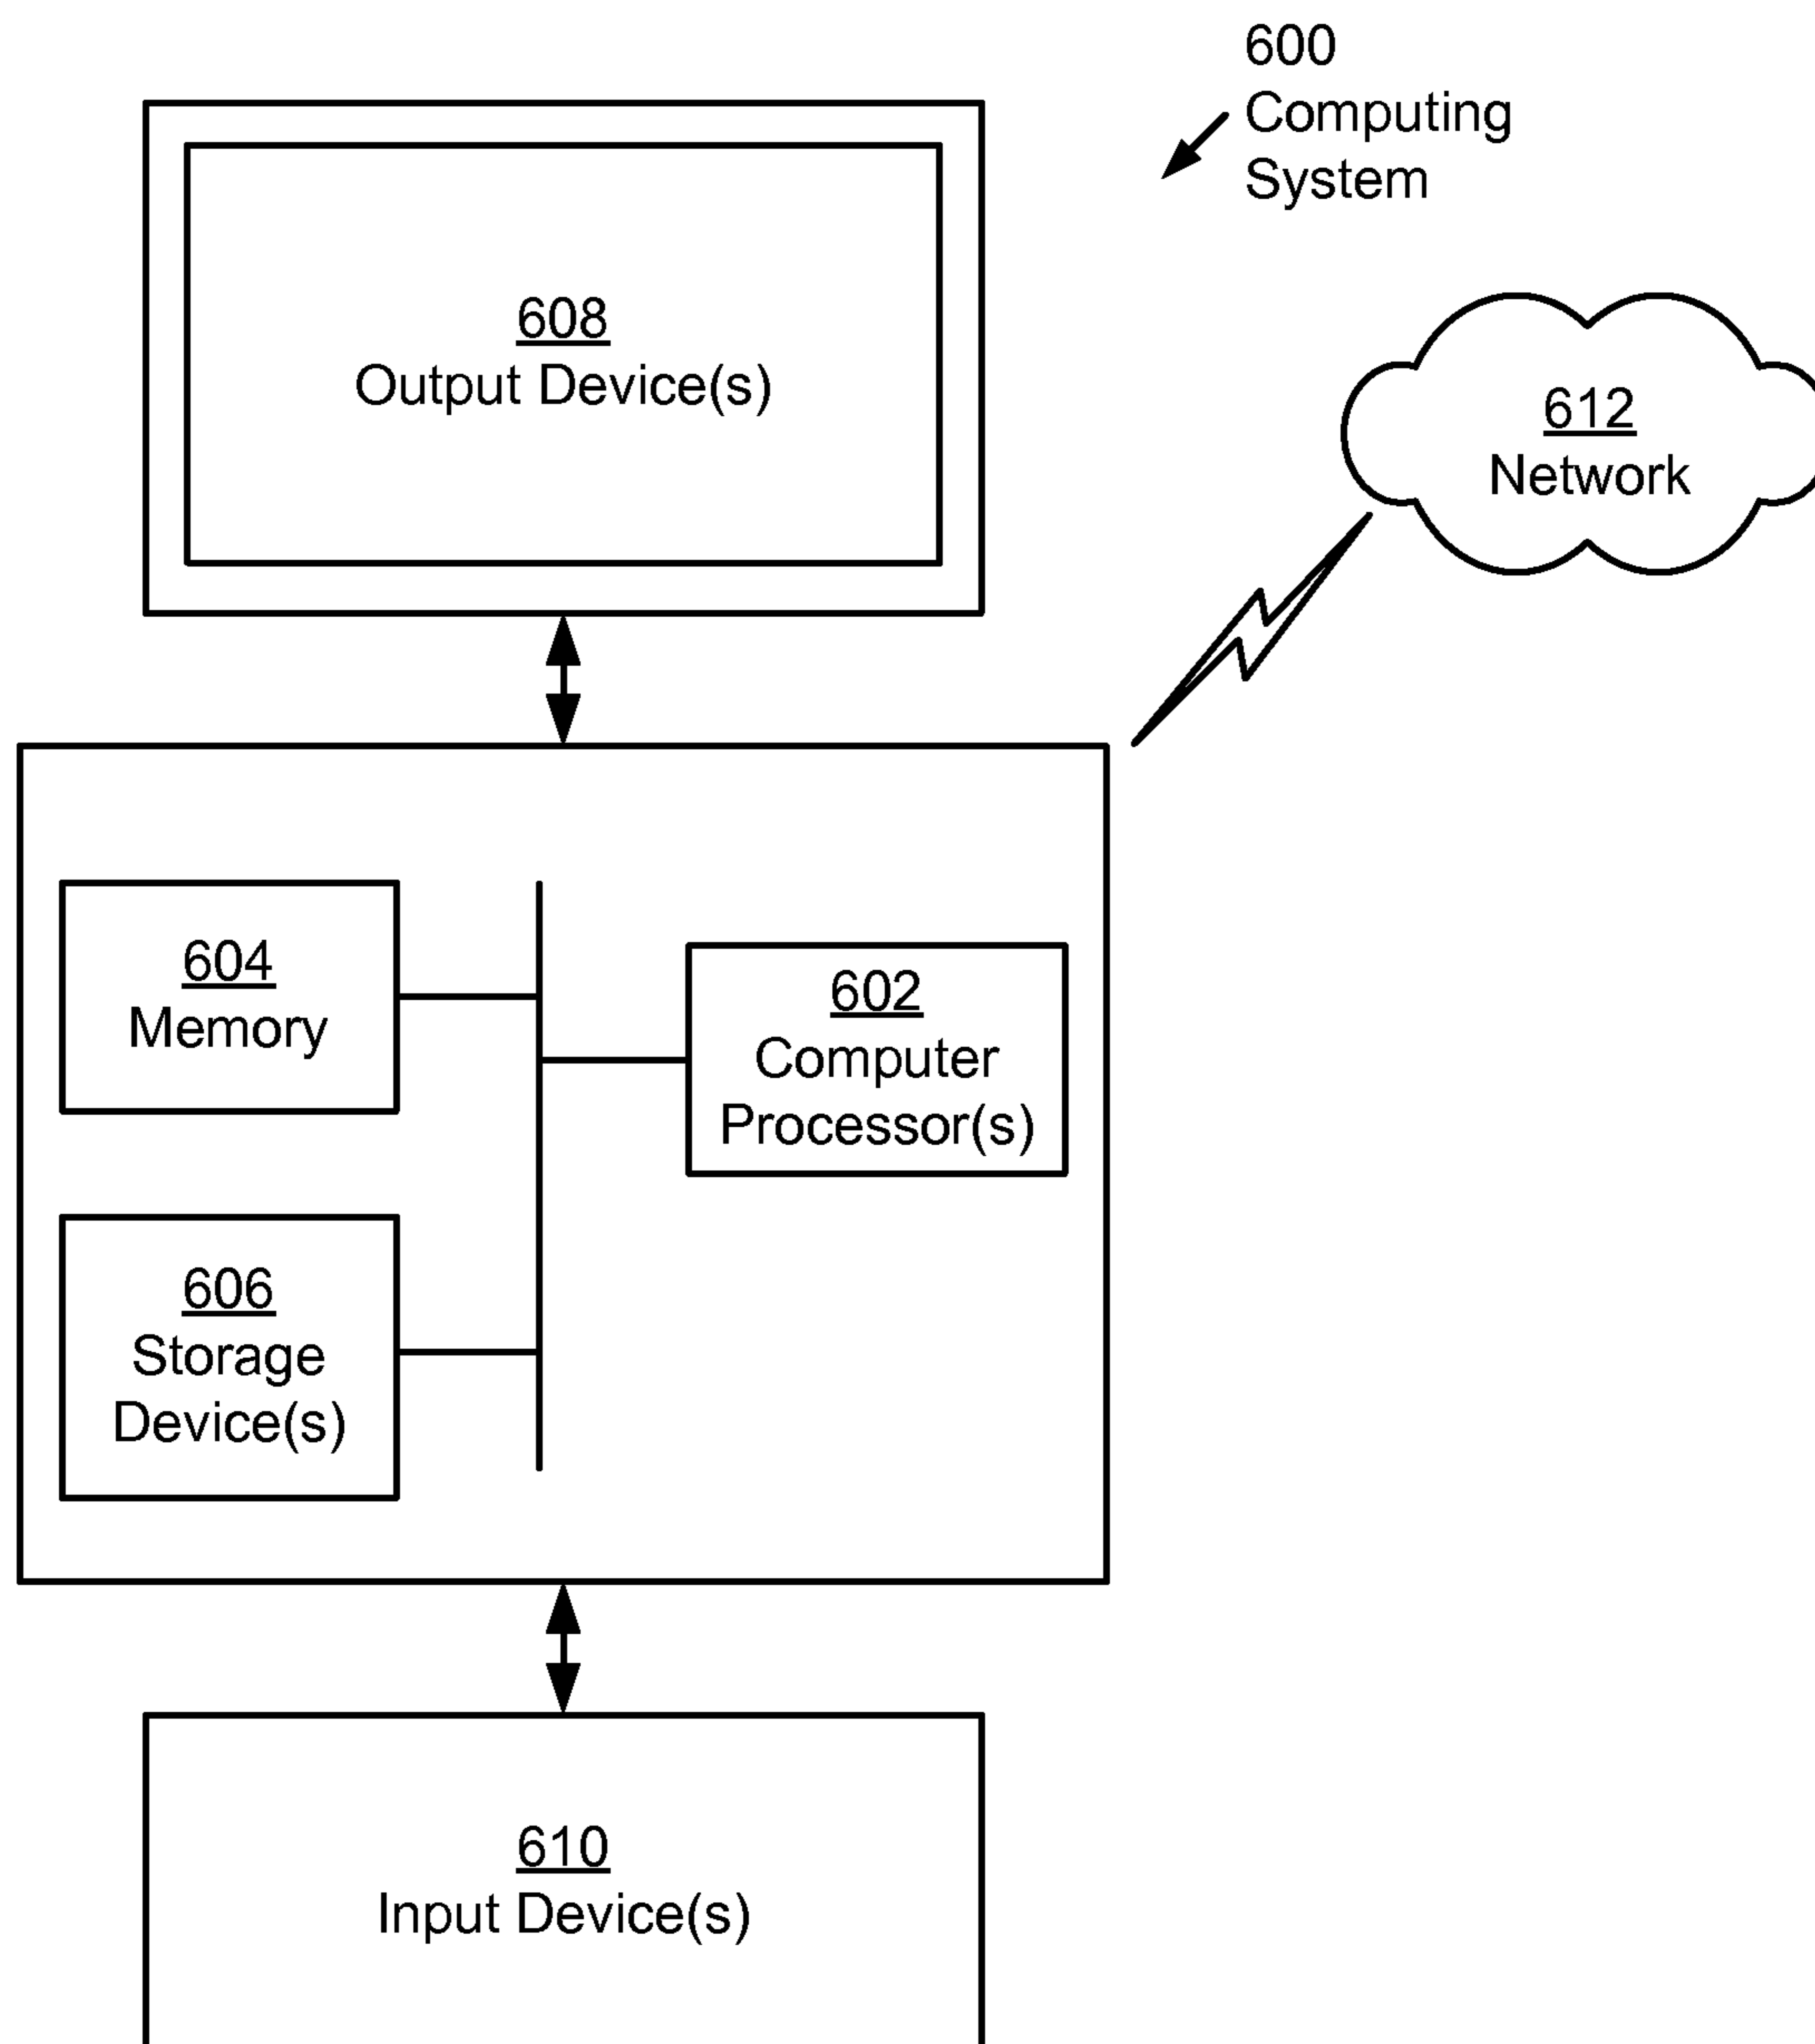 600
Computing
System
608
Output Device(s)
612
Network
604
Memory
602
Computer
Processor(s)
606
Storage
Device(s)
610
Input Device(s)